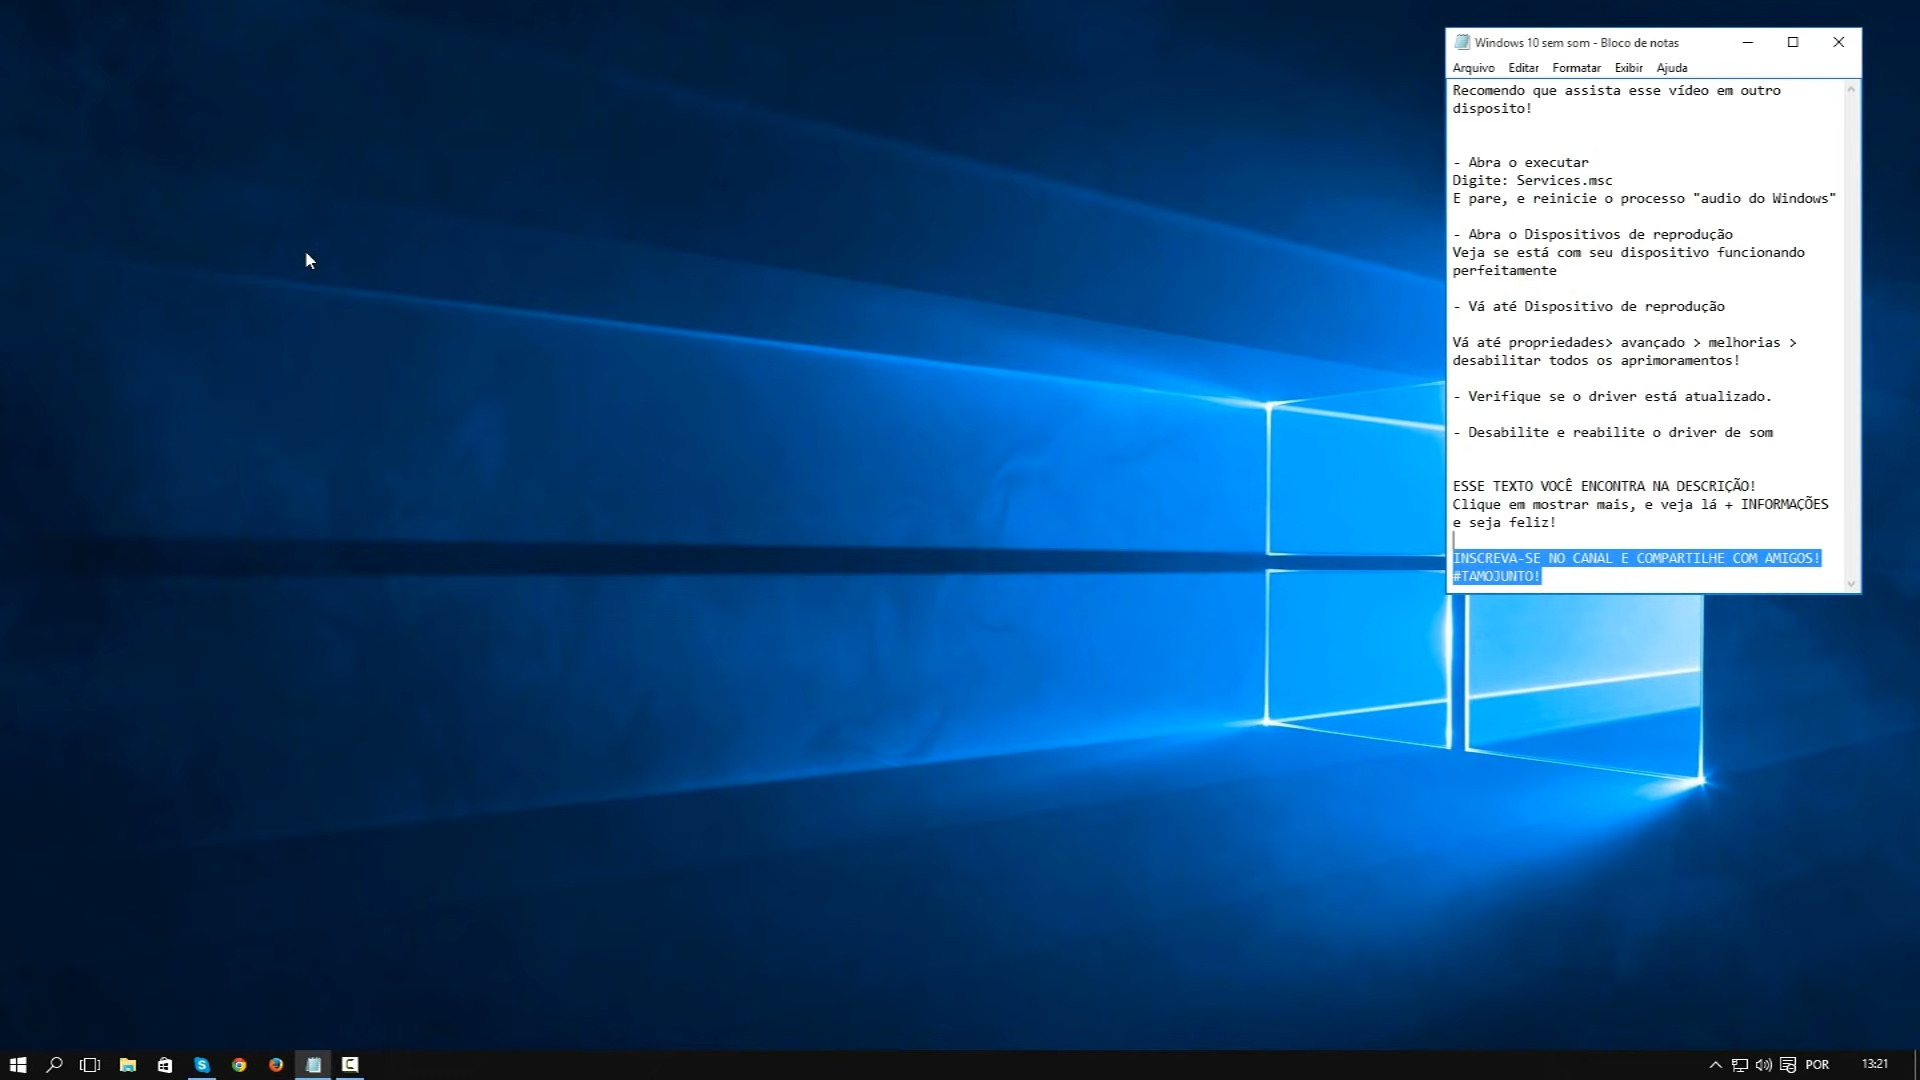 Windows 10 sem som - Bloco de notas
Arquivo Editar Formatar Exibir Ajuda
Recomendo que assista esse vídeo em outro
disposito!
- Abra o executar
Digite: Services.msc
E pare, e reinicie o processo "audio do Windows"
- Abra o Dispositivos de reprodução
Veja se está com seu dispositivo funcionando
perfeitamente
- Vá até Dispositivo de reprodução
Vá até propriedades> avançado > melhorias >
desabilitar todos os aprimoramentos!
- Verifique se o driver está atualizado.
- Desabilite e reabilite o driver de som
ESSE TEXTO VOCÊ ENCONTRA NA DESCRIÇÃO!
Clique em mostrar mais, e veja lá + INFORMAÇÕES
e seja feliz!
INSCREVA-SE NO CANAL E COMPARTILHE COM AMIGOS!
#TAMOJUNTO!
POR 13:21